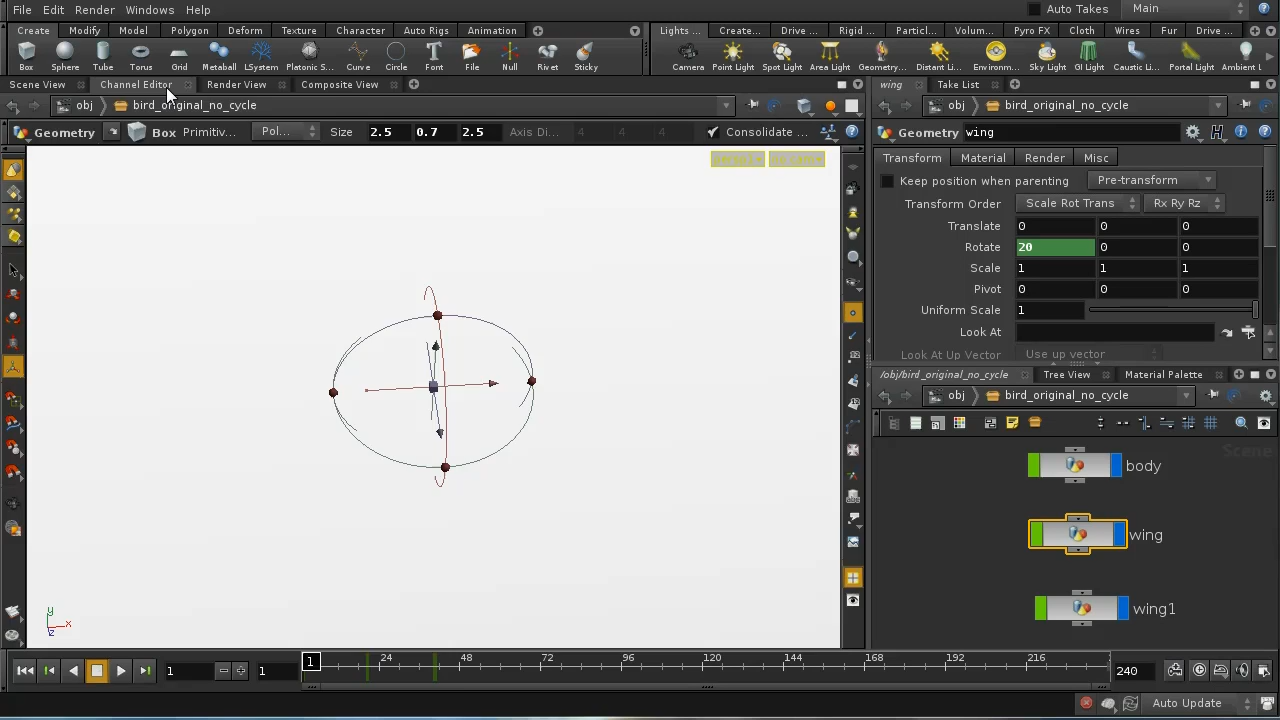 File Edit Render Windows Help Auto Takes Main
Create Modify Model Polygon Deform Texture Character Auto Rigs Animation Lights ... Create... Drive ... Rigid ... Particl... Volum... Pyro FX Cloth Wires Fur Drive ...
Box Sphere Tube Torus Grid Metaball LSystem Platonic S... Curve Circle Font File Null Rivet Sticky Camera Point Light Spot Light Area Light Geometry... Distant Li... Environm... Sky Light GI Light Caustic Li... Portal Light Ambient L
Scene View Channel Editor Render View Composite View wing Take List
obj bird_original_no_cycle obj bird_original_no_cycle
Geometry Box Primitiv... Pol... Size 2.5 0.7 2.5 Axis Di... 4 4 4 Consolidate ... Geometry wing
Transform Material Render Misc
Keep position when parenting Pre-transform
Transform Order Scale Rot Trans Rx Ry Rz
Translate 0 0 0
Rotate 20 0 0
Scale 1 1 1
Pivot 0 0 0
Uniform Scale 1
Look At
Look At Up Vector Use up vector
/obj/bird_original_no_cycle Tree View Material Palette
obj bird_original_no_cycle
Scene
body
wing
wing1
y
x
z
1 1 1 24 48 72 96 120 144 168 192 216 240
Auto Update